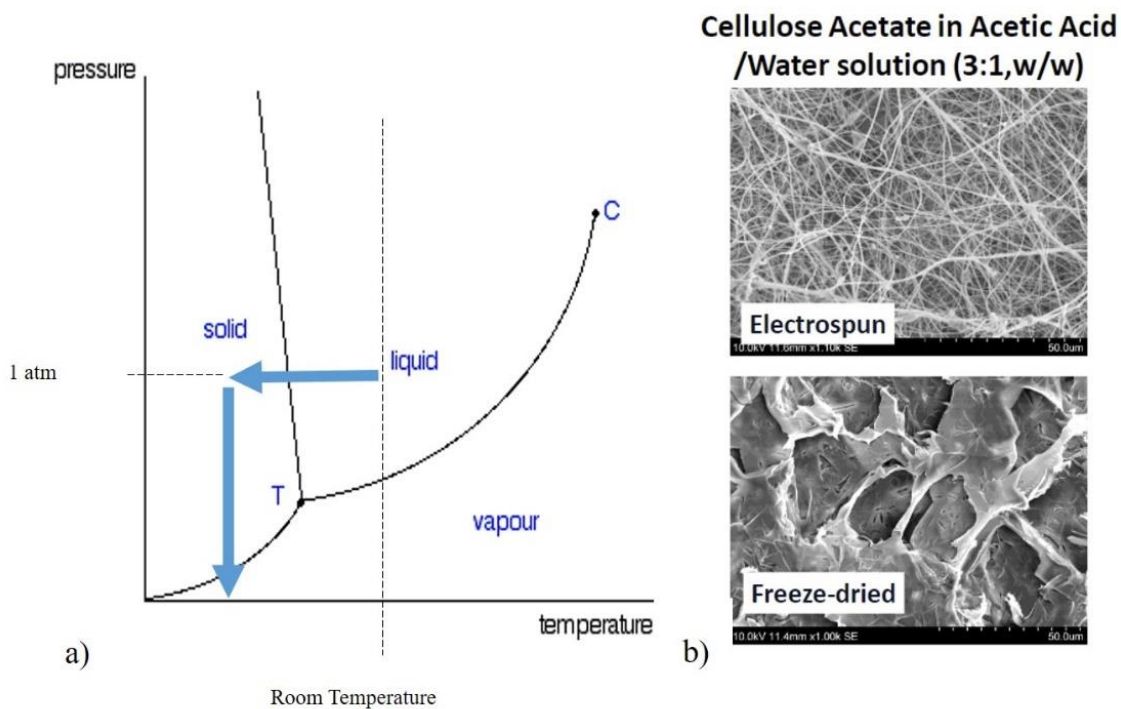 pressure
solid
1 atm
liquid
C
T
vapour
temperature
a)
Room Temperature
Cellulose Acetate in Acetic Acid
/Water solution (3:1,w/w)
Electrospun
10.0kV 11.6mm x1.10k SE 50.0um
Freeze-dried
10.0kV 11.4mm x1.00k SE 50.0um
b)